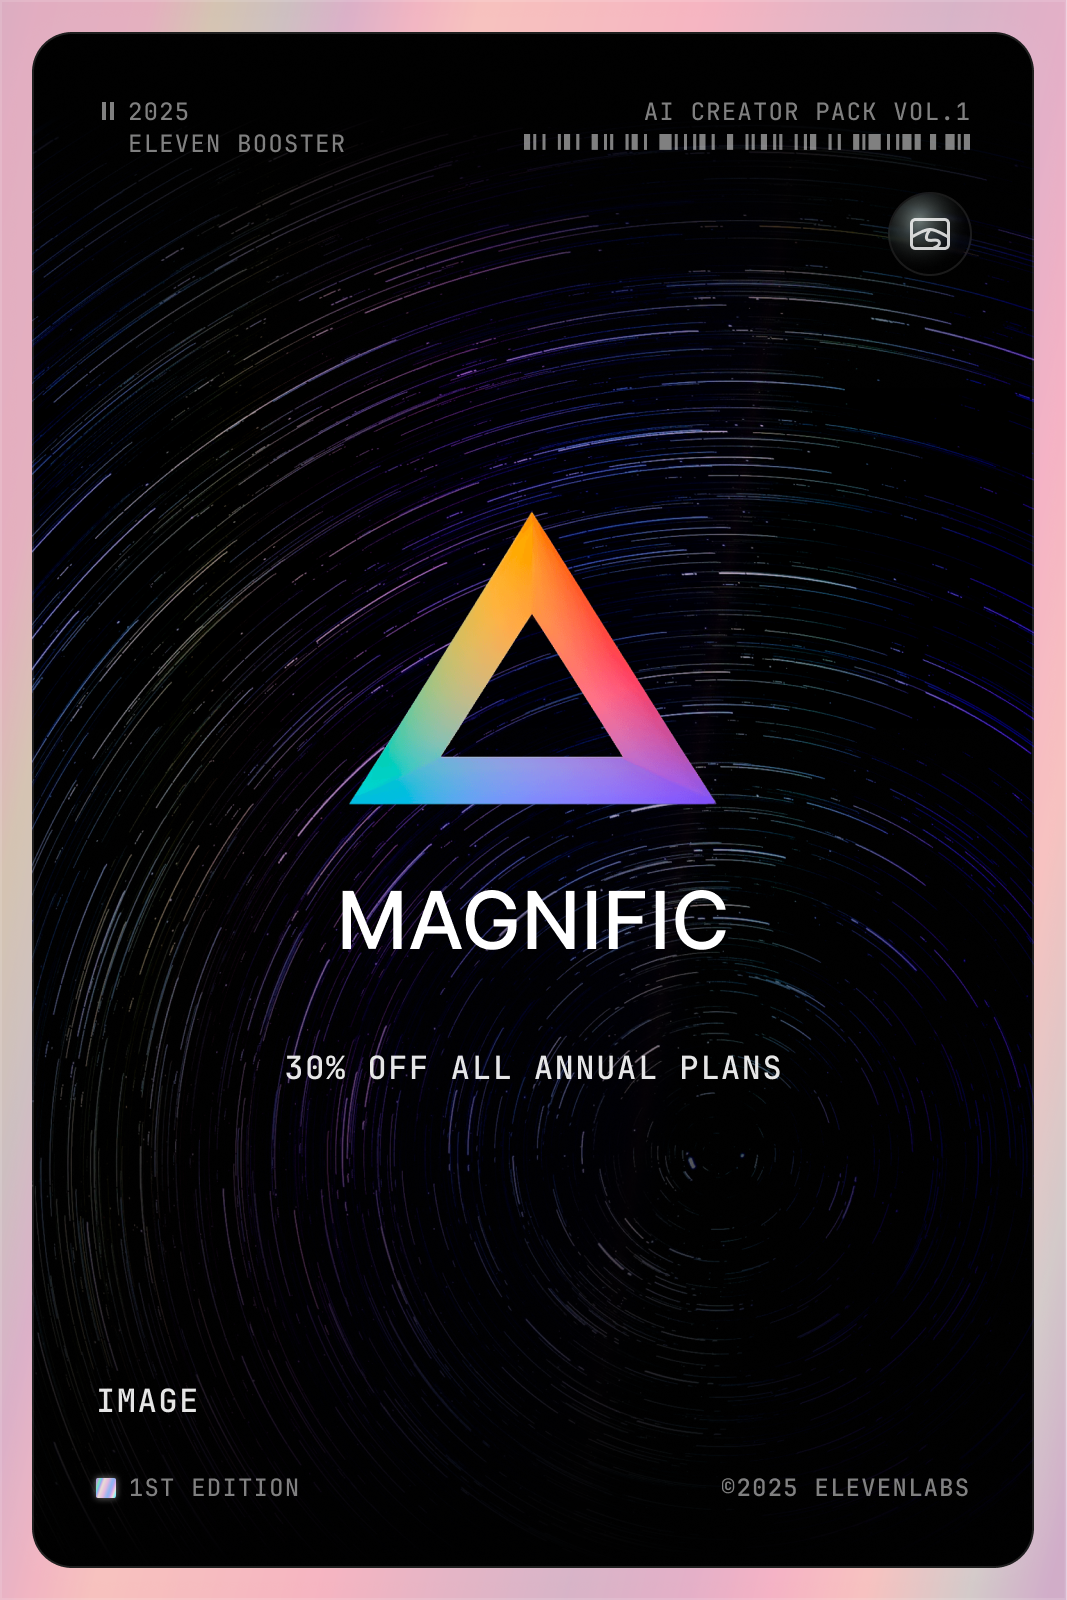 2025
ELEVEN BOOSTER
AI CREATOR PACK VOL.1
MAGNIFIC
30% OFF ALL ANNUAL PLANS
IMAGE
1ST EDITION
©2025 ELEVENLABS